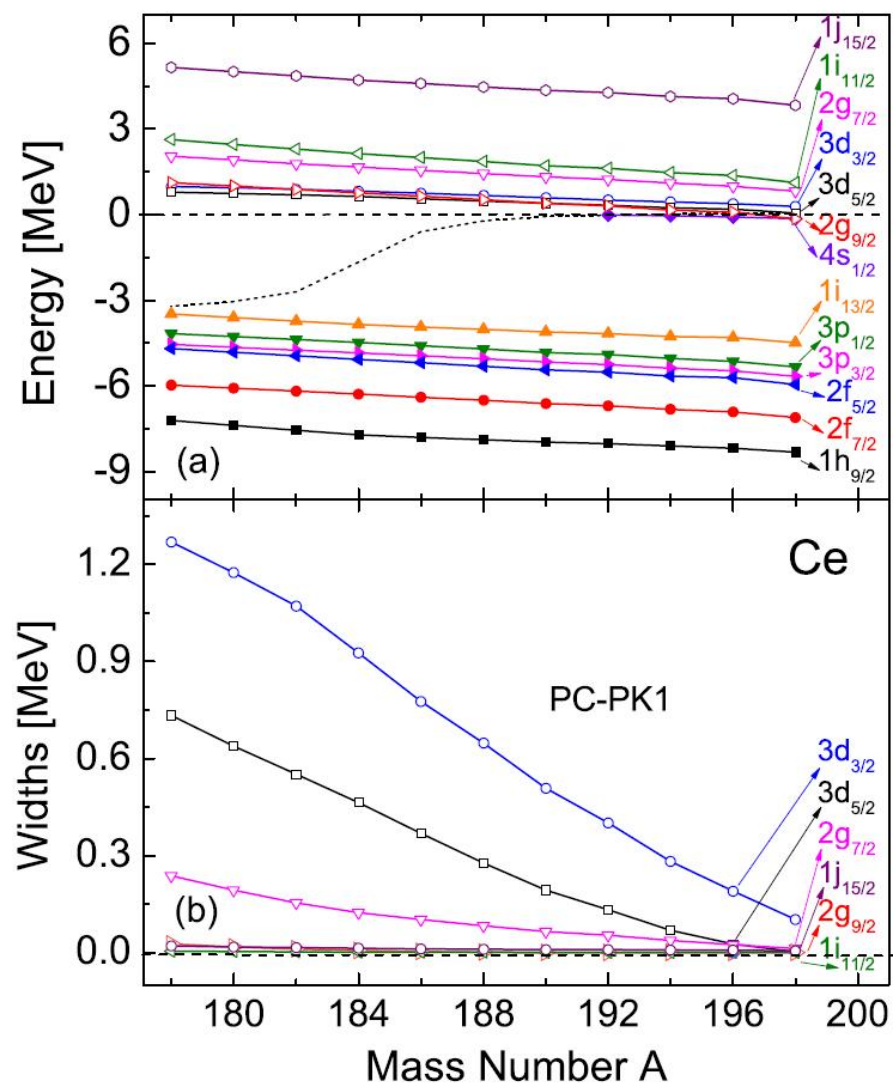 6
3
0
-3
-6
-9
Energy [MeV]
(a)
1j15/2
1i11/2
2g7/2
3d3/2
3d5/2
2g9/2
4s1/2
1i13/2
3p1/2
3p3/2
2f5/2
2f7/2
1h9/2
1.2
0.9
0.6
0.3
0.0
Widths [MeV]
(b)
Ce
PC-PK1
3d3/2
3d5/2
2g7/2
1j15/2
2g9/2
1i11/2
180 184 188 192 196 200
Mass Number A